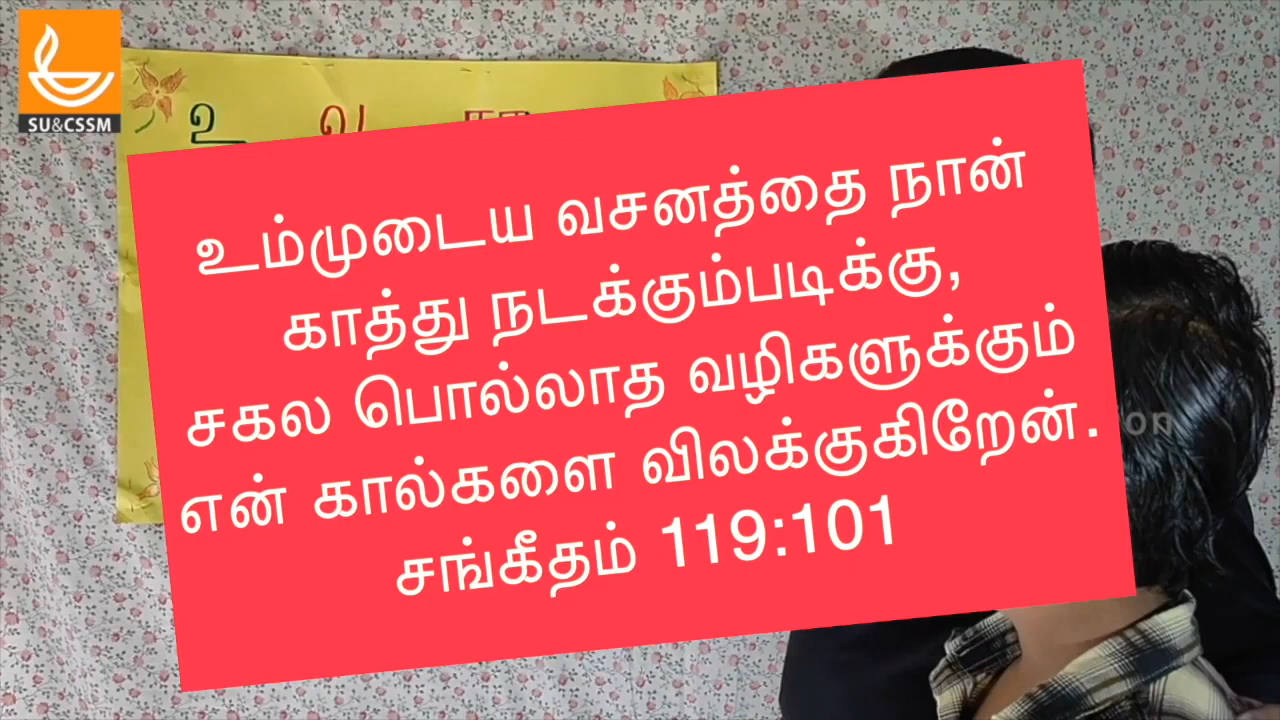 SU&CSSM
உ வ
உம்முடைய வசனத்தை நான்
காத்து நடக்கும்படிக்கு,
சகல பொல்லாத வழிகளுக்கும்
என் கால்களை விலக்குகிறேன்.
சங்கீதம் 119:101